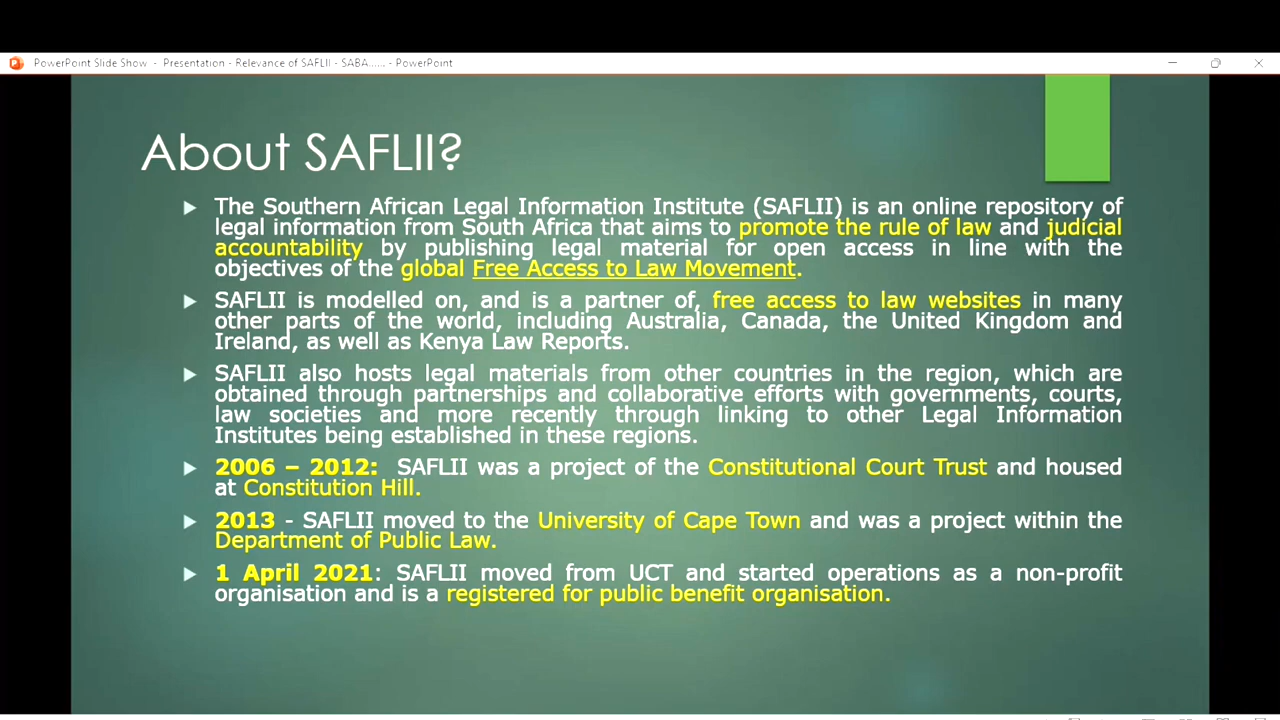 PowerPoint Slide Show - Presentation - Relevance of SAFLII - SABA...... - PowerPoint
About SAFLII?
The Southern African Legal Information Institute (SAFLII) is an online repository of
legal information from South Africa that aims to promote the rule of law and judicial
accountability by publishing legal material for open access in line with the
objectives of the global Free Access to Law Movement.
SAFLII is modelled on, and is a partner of, free access to law websites in many
other parts of the world, including Australia, Canada, the United Kingdom and
Ireland, as well as Kenya Law Reports.
SAFLII also hosts legal materials from other countries in the region, which are
obtained through partnerships and collaborative efforts with governments, courts,
law societies and more recently through linking to other Legal Information
Institutes being established in these regions.
2006 – 2012: SAFLII was a project of the Constitutional Court Trust and housed
at Constitution Hill.
2013 - SAFLII moved to the University of Cape Town and was a project within the
Department of Public Law.
1 April 2021: SAFLII moved from UCT and started operations as a non-profit
organisation and is a registered for public benefit organisation.